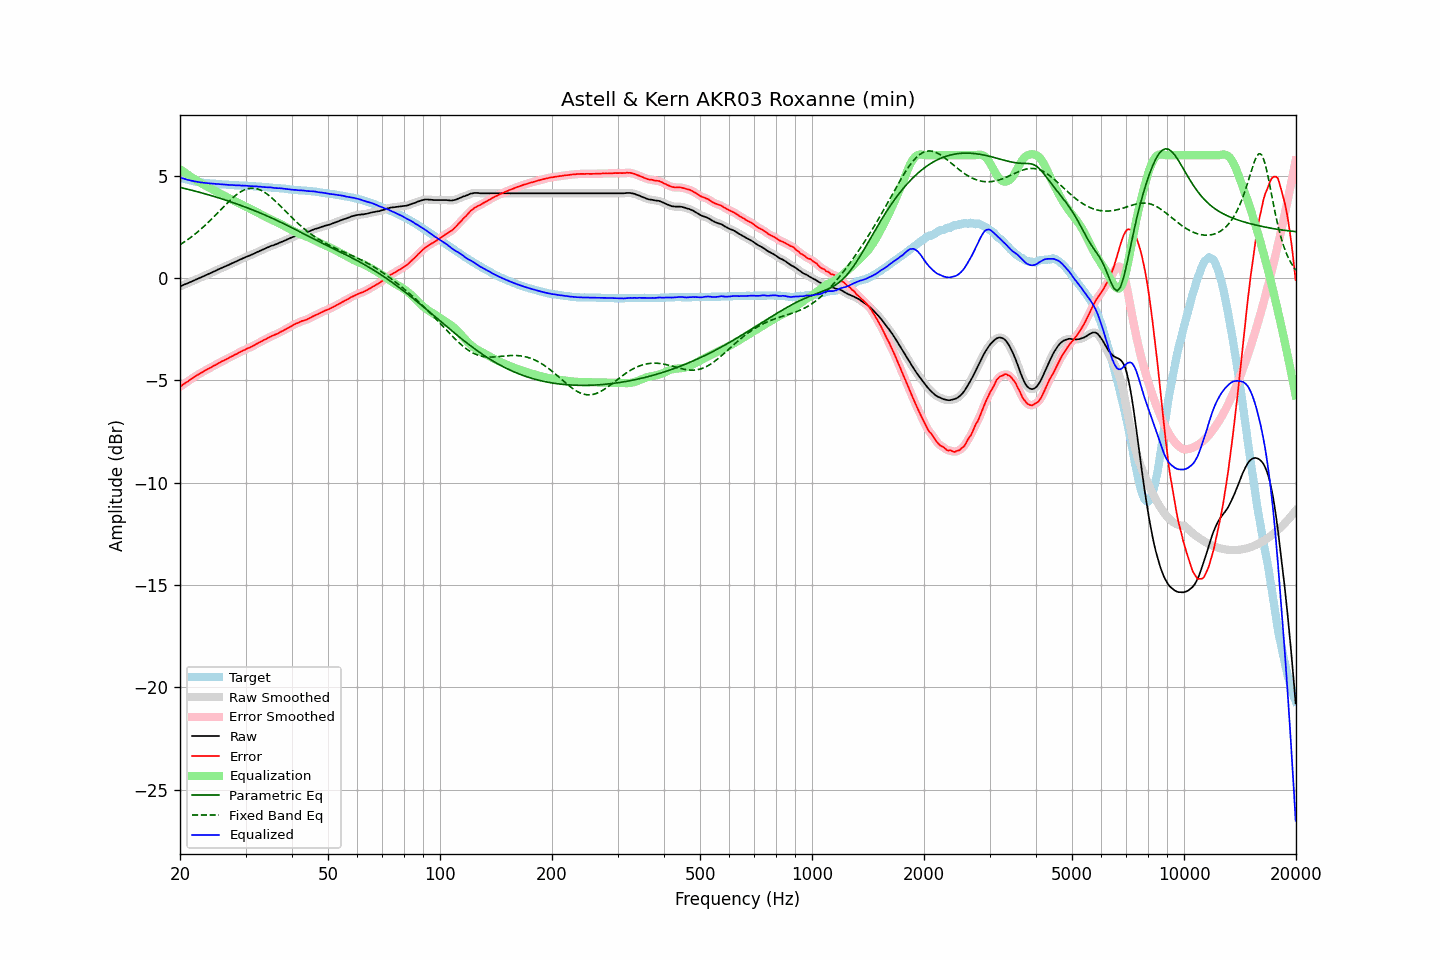 Astell & Kern AKR03 Roxanne (min)
Amplitude (dBr)
5
0
−5
−10
−15
−20
−25
Target
Raw Smoothed
Error Smoothed
Raw
Error
Equalization
Parametric Eq
Fixed Band Eq
Equalized
20 50 100 200 500 1000 2000 5000 10000 20000
Frequency (Hz)